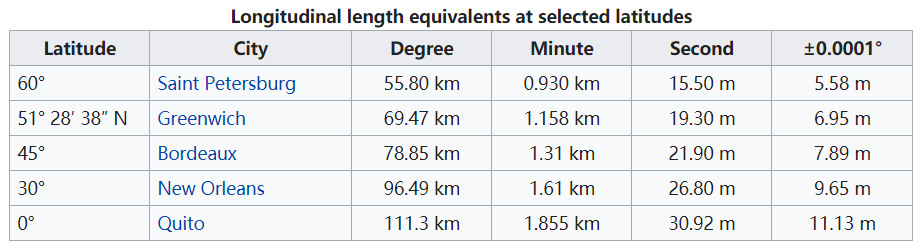 Longitudinal length equivalents at selected latitudes
Latitude City Degree Minute Second ±0.0001°
60° Saint Petersburg 55.80 km 0.930 km 15.50 m 5.58 m
51° 28′ 38″ N Greenwich 69.47 km 1.158 km 19.30 m 6.95 m
45° Bordeaux 78.85 km 1.31 km 21.90 m 7.89 m
30° New Orleans 96.49 km 1.61 km 26.80 m 9.65 m
0° Quito 111.3 km 1.855 km 30.92 m 11.13 m